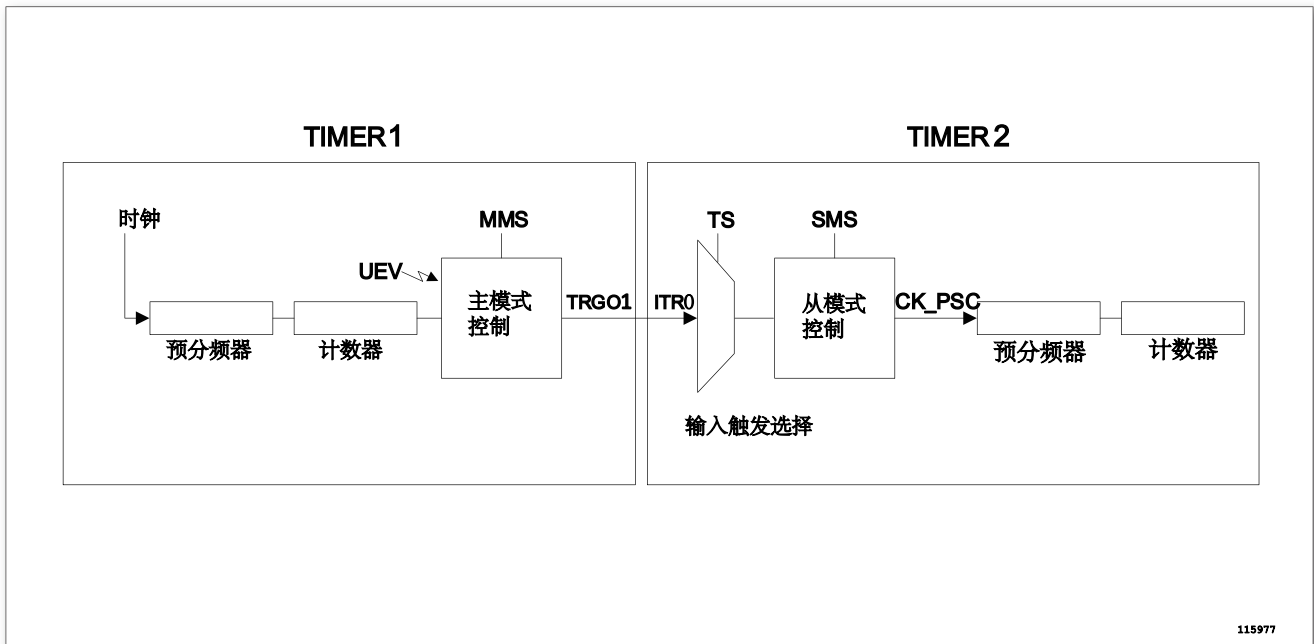 TIMER1
TIMER2
时钟
MMS
TS
SMS
UEV
主模式
控制
TRGO1
ITR0
从模式
控制
CK_PSC
预分频器
计数器
预分频器
计数器
输入触发选择
115977